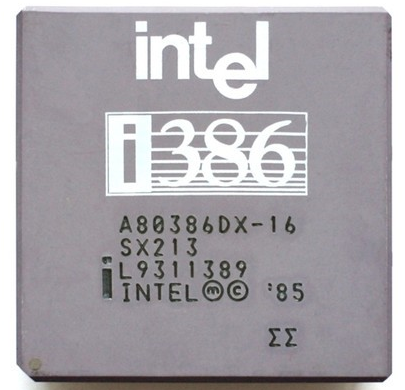 intel
i386
A80386DX-16
SX213
L9311389
INTEL Ⓜ © '85
ΣΣ